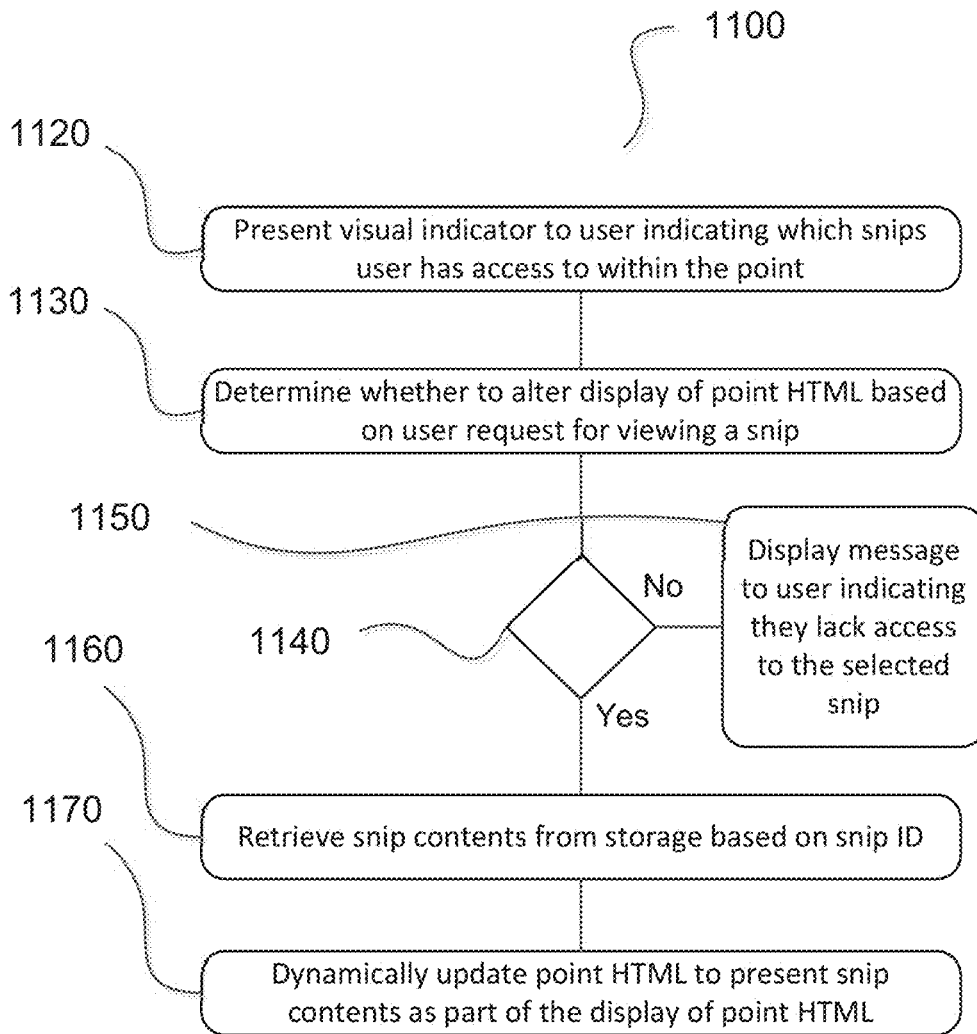 1100
1120
Present visual indicator to user indicating which snips
user has access to within the point
1130
Determine whether to alter display of point HTML based
on user request for viewing a snip
1150
Display message
to user indicating
they lack access
to the selected
snip
No
1140
Yes
1160
Retrieve snip contents from storage based on snip ID
1170
Dynamically update point HTML to present snip
contents as part of the display of point HTML